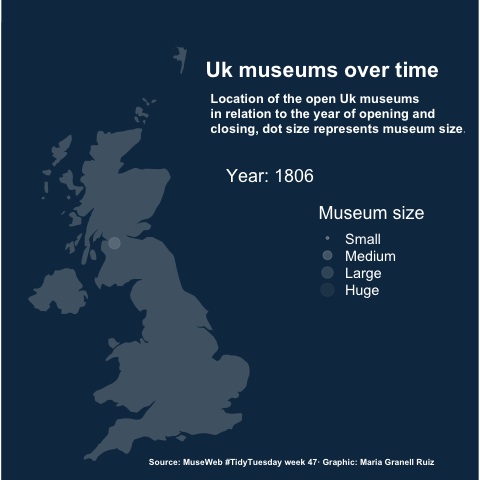 Uk museums over time
Location of the open Uk museums
in relation to the year of opening and
closing, dot size represents museum size.
Year: 1806
Museum size
Small
Medium
Large
Huge
Source: MuseWeb #TidyTuesday week 47· Graphic: Maria Granell Ruiz